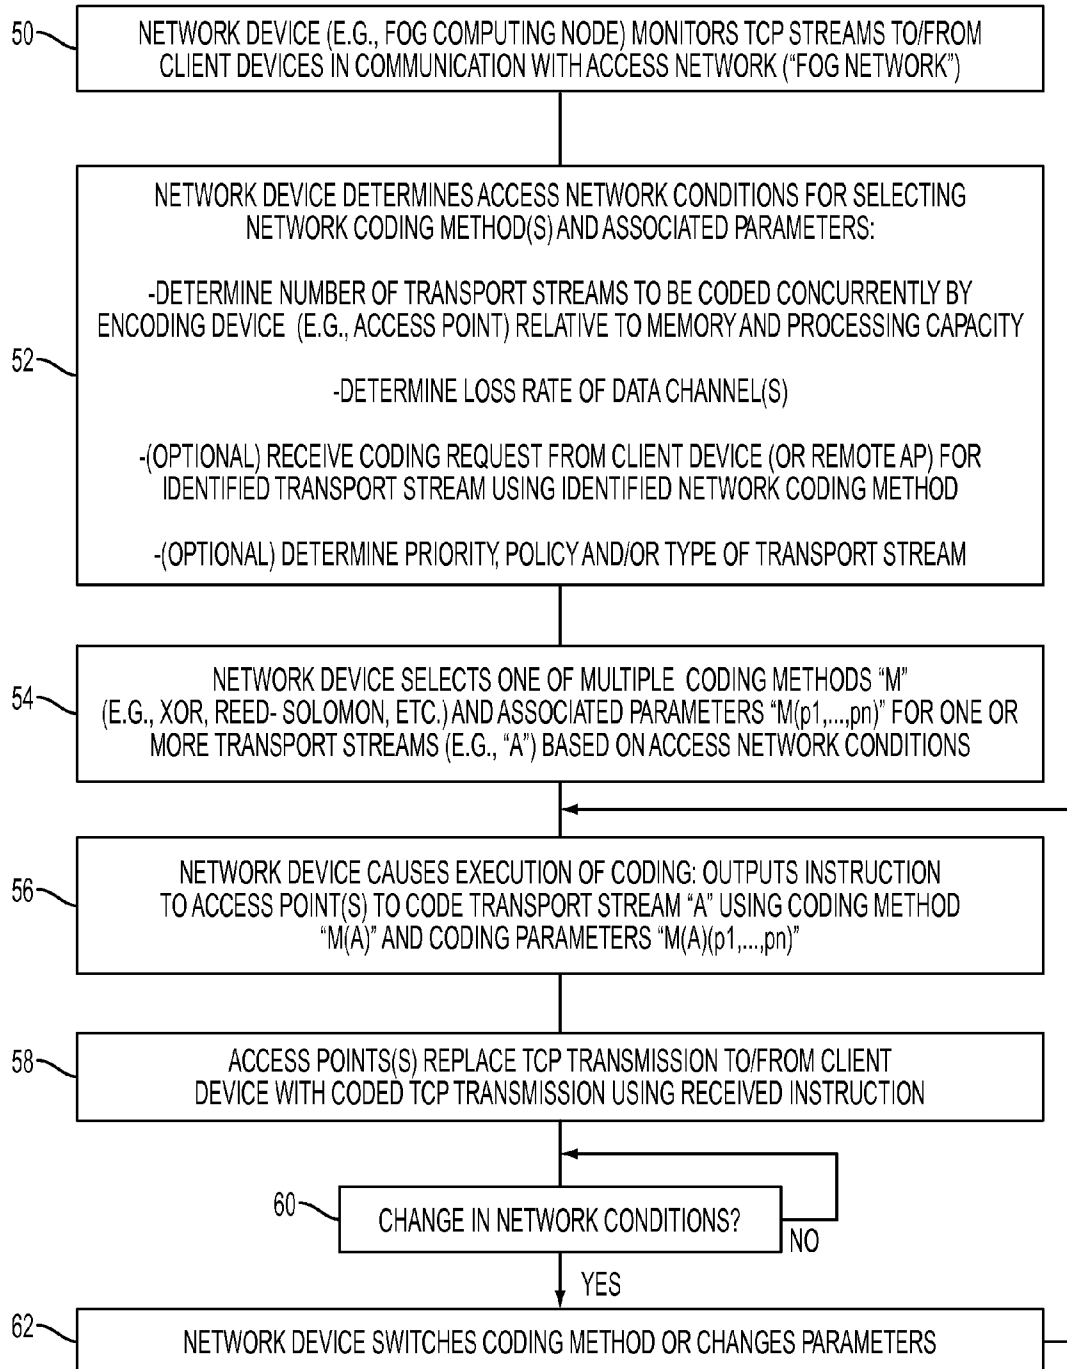 50
NETWORK DEVICE (E.G., FOG COMPUTING NODE) MONITORS TCP STREAMS TO/FROM
CLIENT DEVICES IN COMMUNICATION WITH ACCESS NETWORK (“FOG NETWORK”)
52
NETWORK DEVICE DETERMINES ACCESS NETWORK CONDITIONS FOR SELECTING
NETWORK CODING METHOD(S) AND ASSOCIATED PARAMETERS:
-DETERMINE NUMBER OF TRANSPORT STREAMS TO BE CODED CONCURRENTLY BY
ENCODING DEVICE (E.G., ACCESS POINT) RELATIVE TO MEMORY AND PROCESSING CAPACITY
-DETERMINE LOSS RATE OF DATA CHANNEL(S)
-(OPTIONAL) RECEIVE CODING REQUEST FROM CLIENT DEVICE (OR REMOTE AP) FOR
IDENTIFIED TRANSPORT STREAM USING IDENTIFIED NETWORK CODING METHOD
-(OPTIONAL) DETERMINE PRIORITY, POLICY AND/OR TYPE OF TRANSPORT STREAM
54
NETWORK DEVICE SELECTS ONE OF MULTIPLE CODING METHODS “M”
(E.G., XOR, REED- SOLOMON, ETC.) AND ASSOCIATED PARAMETERS “M(p1,...,pn)” FOR ONE OR
MORE TRANSPORT STREAMS (E.G., “A”) BASED ON ACCESS NETWORK CONDITIONS
56
NETWORK DEVICE CAUSES EXECUTION OF CODING: OUTPUTS INSTRUCTION
TO ACCESS POINT(S) TO CODE TRANSPORT STREAM “A” USING CODING METHOD
“M(A)” AND CODING PARAMETERS “M(A)(p1,...,pn)”
58
ACCESS POINTS(S) REPLACE TCP TRANSMISSION TO/FROM CLIENT
DEVICE WITH CODED TCP TRANSMISSION USING RECEIVED INSTRUCTION
60
CHANGE IN NETWORK CONDITIONS?
NO
YES
62
NETWORK DEVICE SWITCHES CODING METHOD OR CHANGES PARAMETERS